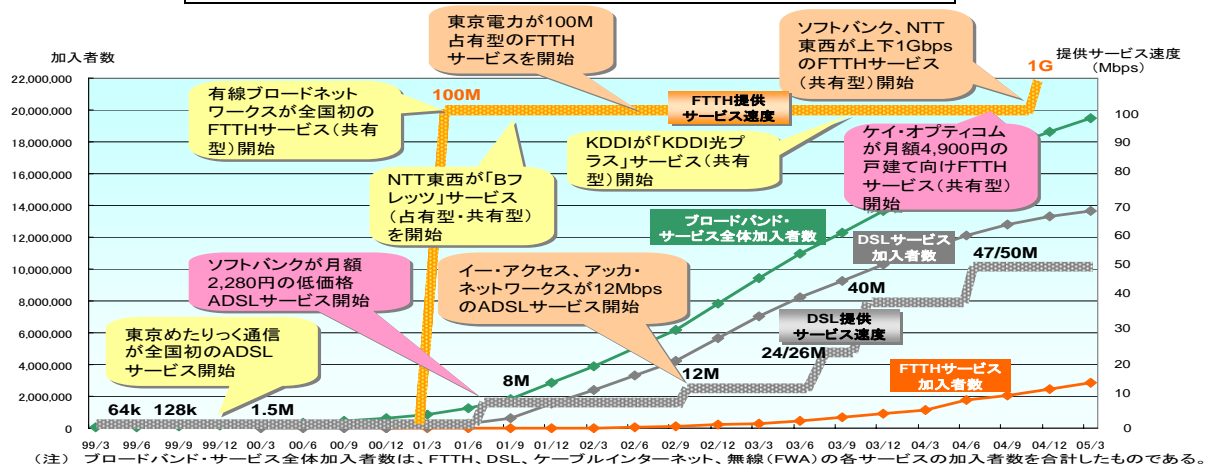 東京電力が100M
占有型のFTTH
サービスを開始
ソフトバンク、NTT
東西が上下1Gbps
のFTTHサービス
(共有型)開始
加入者数
提供サービス速度
(Mbps)
1G
有線ブロードネット
ワークスが全国初の
FTTHサービス(共有
型)開始
100M
FTTH提供
サービス速度
KDDIが「KDDI光プ
ラス」サービス(共有
型)開始
ケイ・オプティコム
が月額4,900円の
戸建て向けFTTH
サービス(共有型)
開始
NTT東西が「B
フレッツ」サービス
(占有型・共有型)
を開始
ブロードバンド・
サービス全体加入者数
DSLサービス
加入者数
47/50M
ソフトバンクが月額
2,280円の低価格
ADSLサービス開始
イー・アクセス、アッカ・
ネットワークスが12Mbps
のADSLサービス開始
40M
DSL提供
サービス速度
東京めたりっく通信
が全国初のADSL
サービス開始
24/26M
12M
8M
FTTHサービス
加入者数
64k
128k
1.5M
22,000,000
20,000,000
18,000,000
16,000,000
14,000,000
12,000,000
10,000,000
8,000,000
6,000,000
4,000,000
2,000,000
0
100
90
80
70
60
50
40
30
20
10
0
99/3 99/6 99/9 99/12 00/3 00/6 00/9 00/12 01/3 01/6 01/9 01/12 02/3 02/6 02/9 02/12 03/3 03/6 03/9 03/12 04/3 04/6 04/9 04/12 05/3
(注) ブロードバンド・サービス全体加入者数は、FTTH、DSL、ケーブルインターネット、無線(FWA)の各サービスの加入者数を合計したものである。